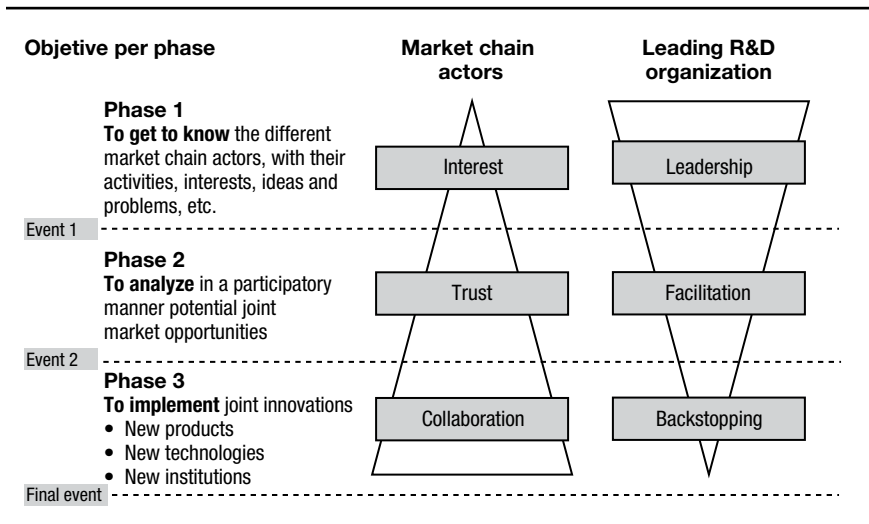 Objetive per phase
Market chain
actors
Leading R&D
organization
Phase 1
To get to know the different
market chain actors, with their
activities, interests, ideas and
problems, etc.
Interest
Leadership
Event 1
Phase 2
To analyze in a participatory
manner potential joint
market opportunities
Trust
Facilitation
Event 2
Phase 3
To implement joint innovations
• New products
• New technologies
• New institutions
Collaboration
Backstopping
Final event